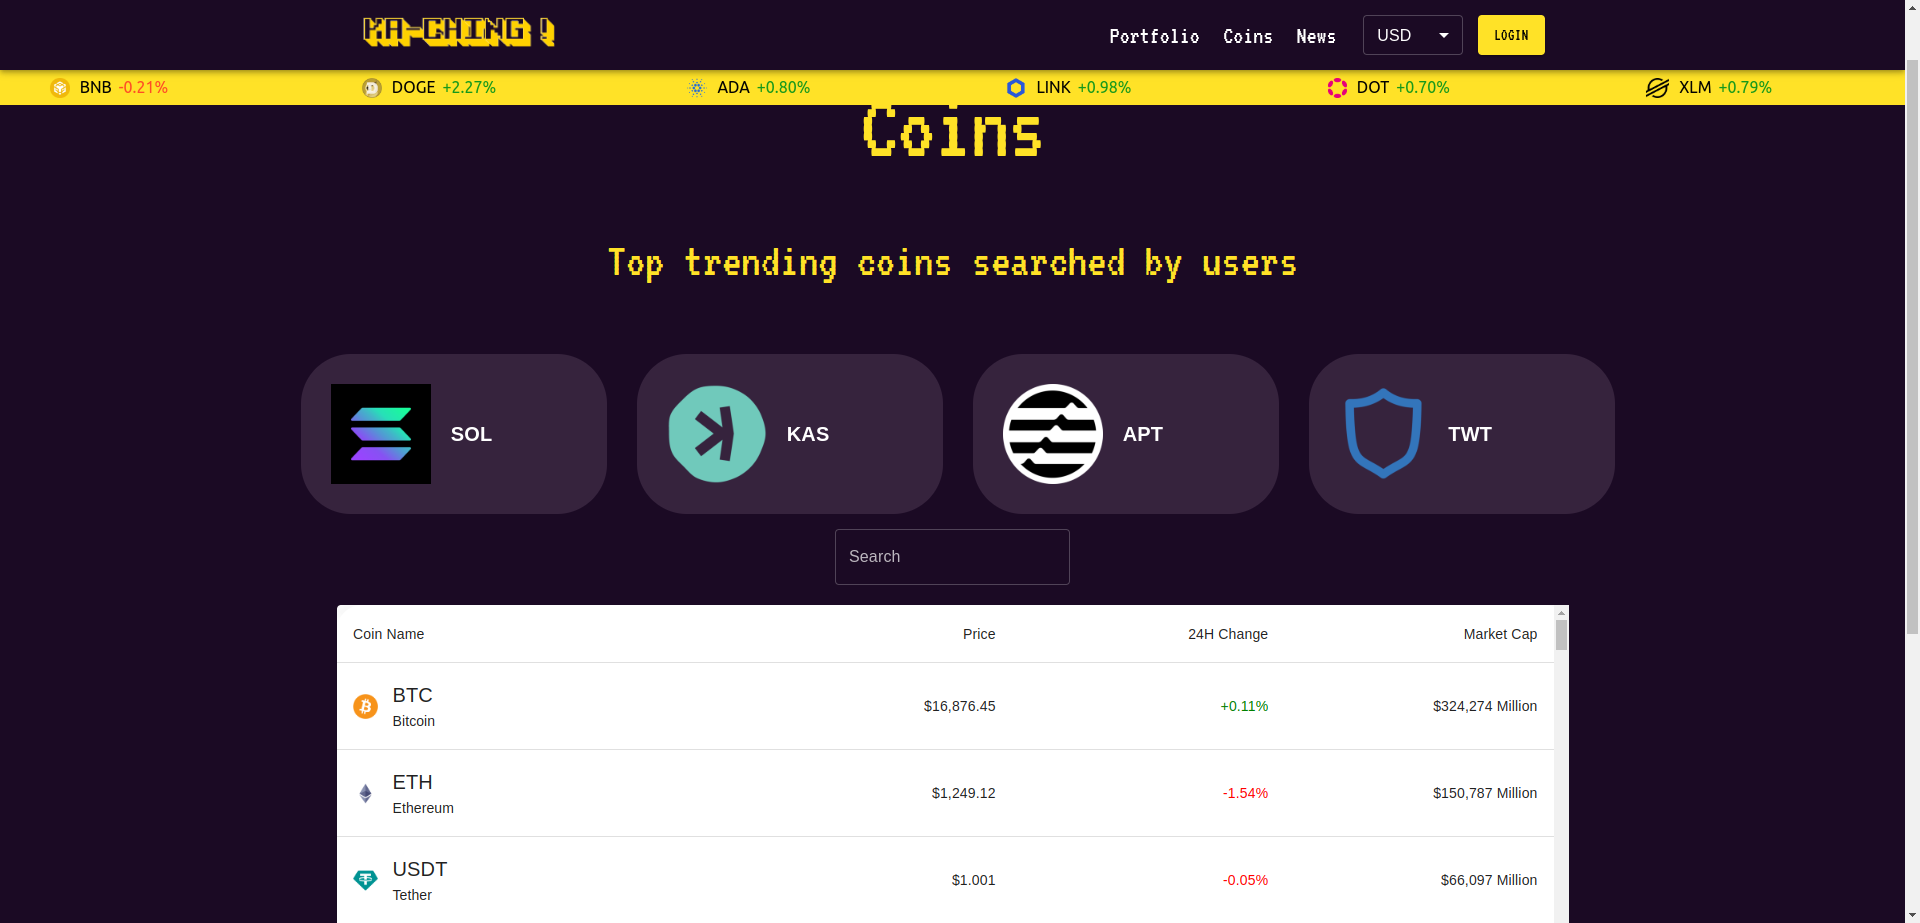 KA-CHING !
Portfolio Coins News USD LOGIN
BNB -0.21% DOGE +2.27% ADA +0.80% LINK +0.98% DOT +0.70% XLM +0.79%
Coins
Top trending coins searched by users
SOL KAS APT TWT
Search
Coin Name Price 24H Change Market Cap
BTC
Bitcoin $16,876.45 +0.11% $324,274 Million
ETH
Ethereum $1,249.12 -1.54% $150,787 Million
USDT
Tether $1.001 -0.05% $66,097 Million